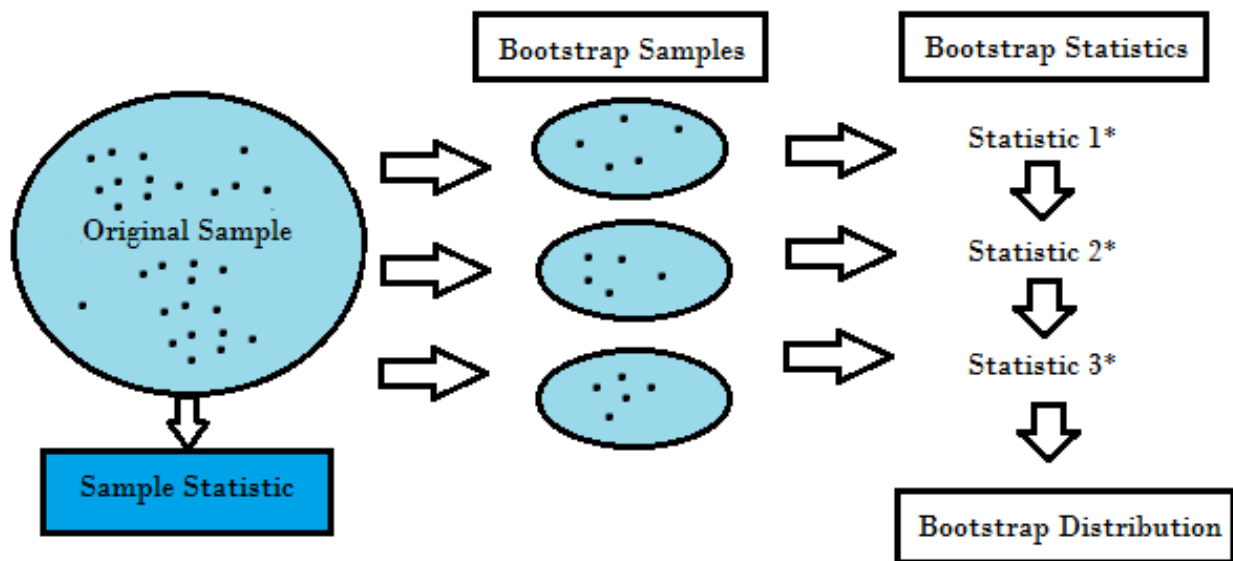 Bootstrap Samples
Bootstrap Statistics
Original Sample
Statistic 1*
Statistic 2*
Statistic 3*
Sample Statistic
Bootstrap Distribution